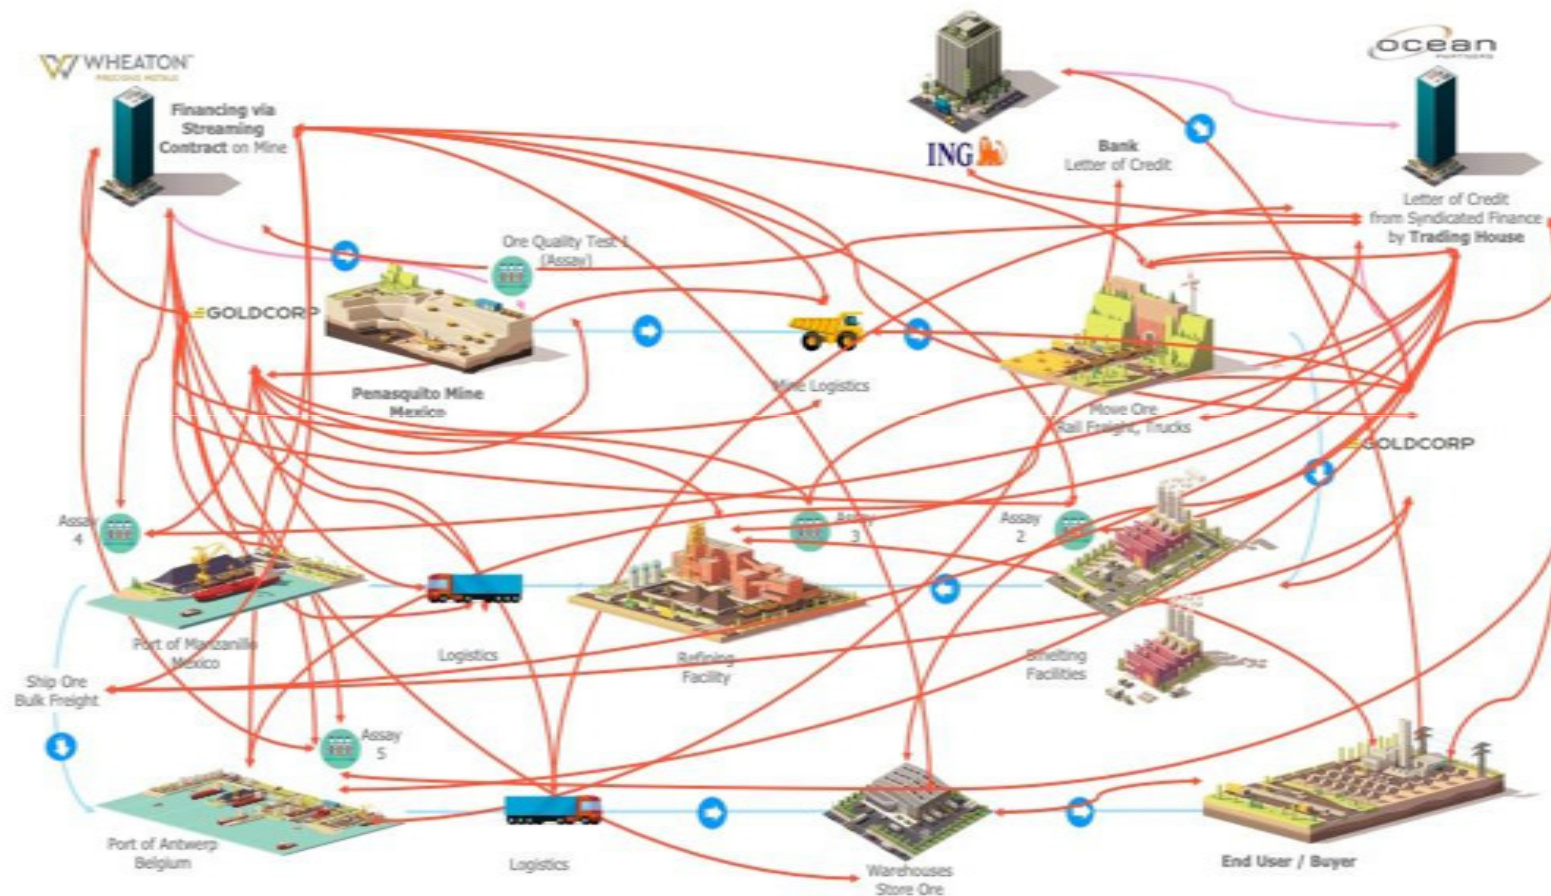 WHEATON
PRECIOUS METALS
Financing via
Streaming
Contract on Mine
ING
Bank
Letter of Credit
ocean
PARTNERS
Letter of Credit
from Syndicated Finance
by Trading House
Ore Quality Test 1
(Assay)
GOLDCORP
Penasquito Mine
Mexico
Mine Logistics
Move Ore
Rail Freight, Trucks
GOLDCORP
Assay
4
Assay
3
Assay
2
Port of Manzanillo
Mexico
Logistics
Refining
Facility
Smelting
Facilities
Ship Ore
Bulk Freight
Assay
5
Port of Antwerp
Belgium
Logistics
Warehouses
Store Ore
End User / Buyer